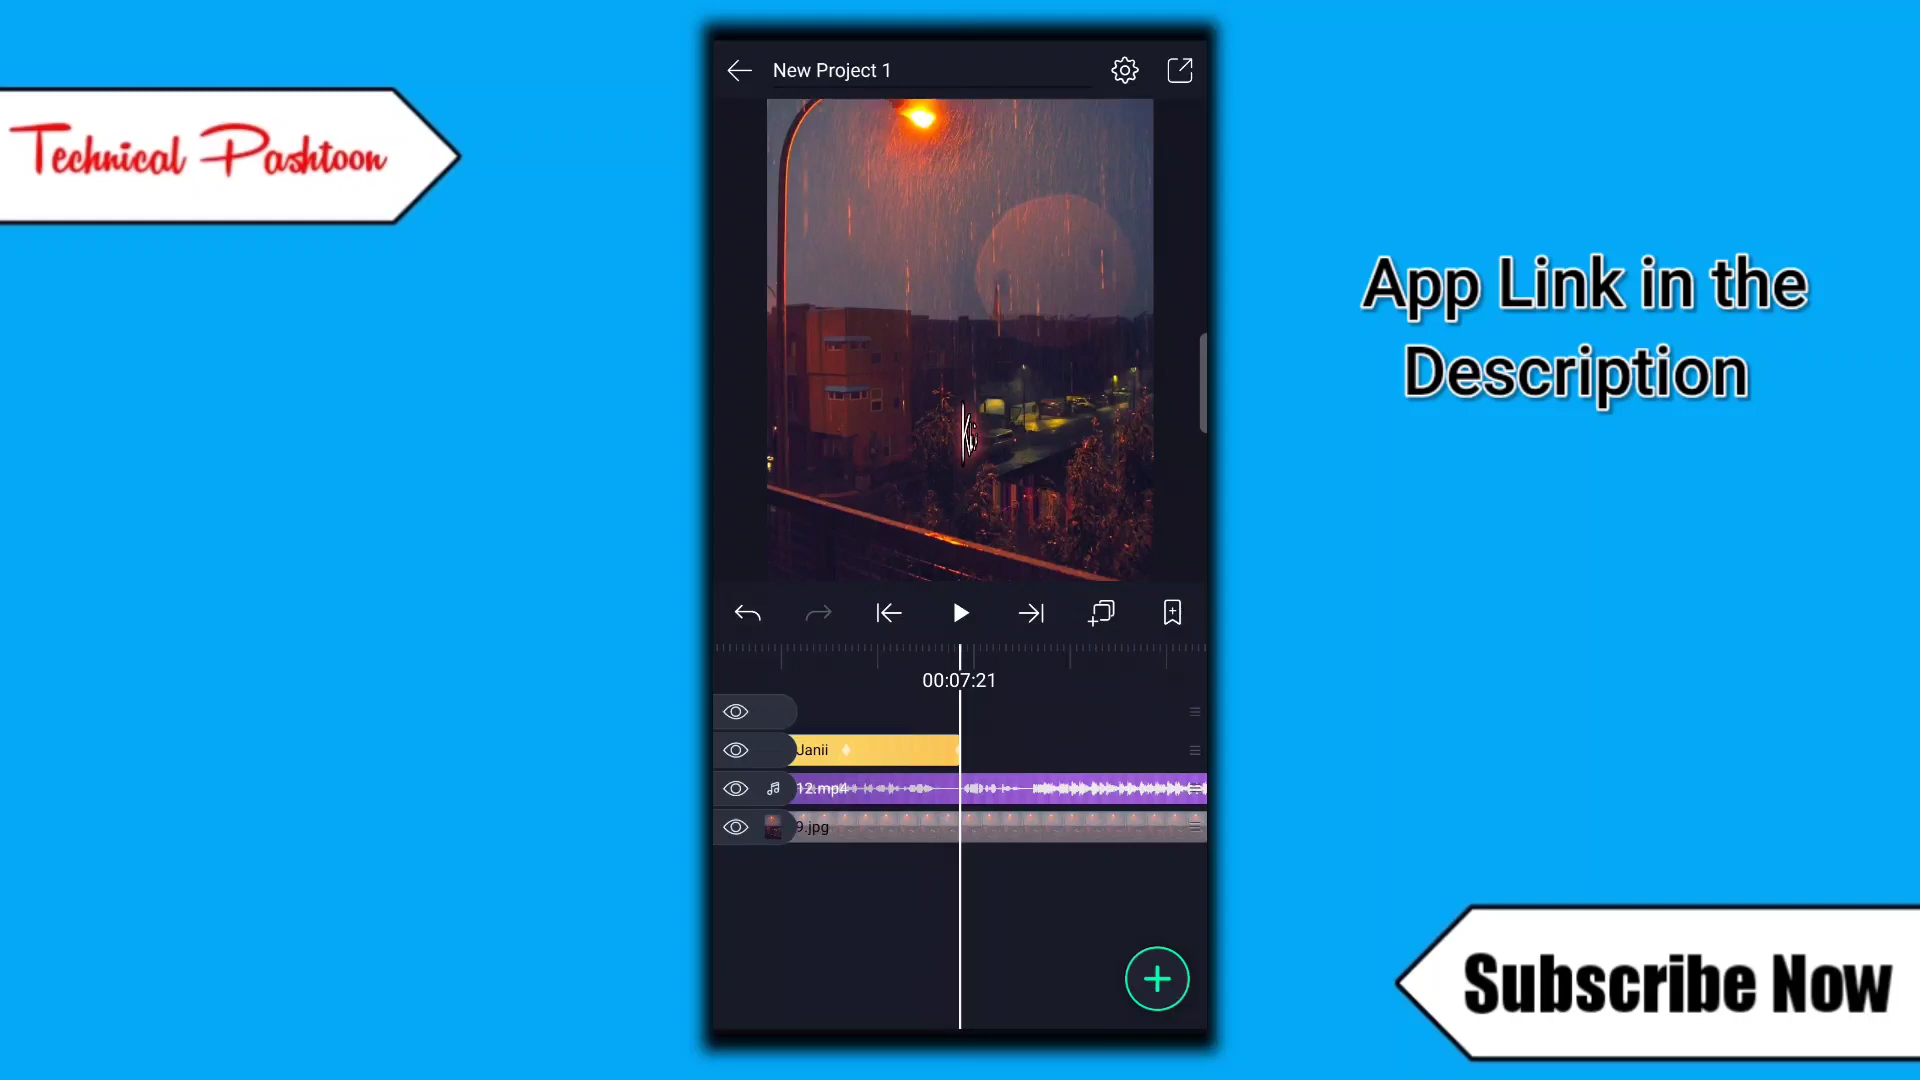 Technical Pashtoon
New Project 1
App Link in the
Description
00:07:21
Janii
12.mp4
9.jpg
Subscribe Now